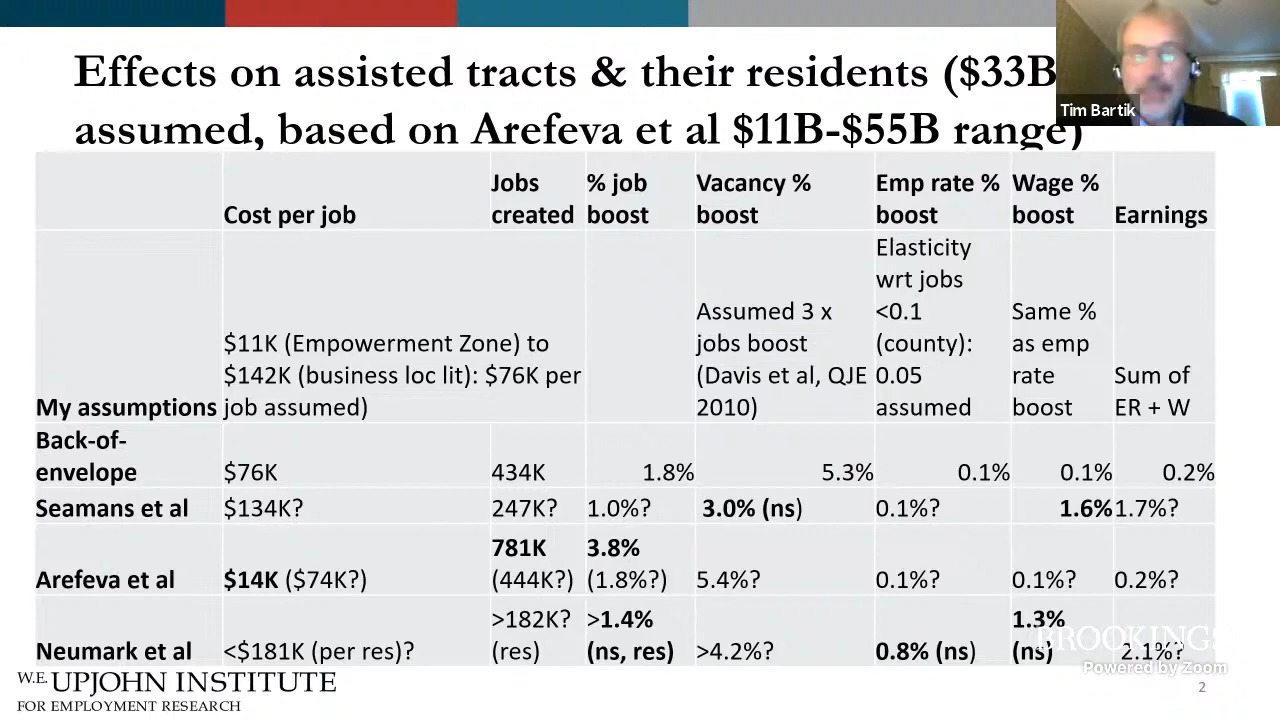 Effects on assisted tracts & their residents ($33B
assumed, based on Arefeva et al $11B-$55B range)
Tim Bartik
Cost per job
Jobs created
% job boost
Vacancy % boost
Emp rate % boost
Wage % boost
Earnings
My assumptions
$11K (Empowerment Zone) to
$142K (business loc lit): $76K per
job assumed)
Assumed 3 x
jobs boost
(Davis et al, QJE
2010)
Elasticity
wrt jobs
<0.1
(county):
0.05
assumed
Same %
as emp
rate
boost
Sum of
ER + W
Back-of-
envelope
$76K
434K
1.8%
5.3%
0.1%
0.1%
0.2%
Seamans et al
$134K?
247K?
1.0%?
3.0% (ns)
0.1%?
1.6%
1.7%?
Arefeva et al
$14K ($74K?)
781K
(444K?)
3.8%
(1.8%?)
5.4%?
0.1%?
0.1%?
0.2%?
Neumark et al
<$181K (per res)?
>182K?
(res)
>1.4%
(ns, res)
>4.2%?
0.8% (ns)
1.3%
(ns)
2.1%?
BROOKINGS
Powered by Zoom
W.E. UPJOHN INSTITUTE
FOR EMPLOYMENT RESEARCH
2